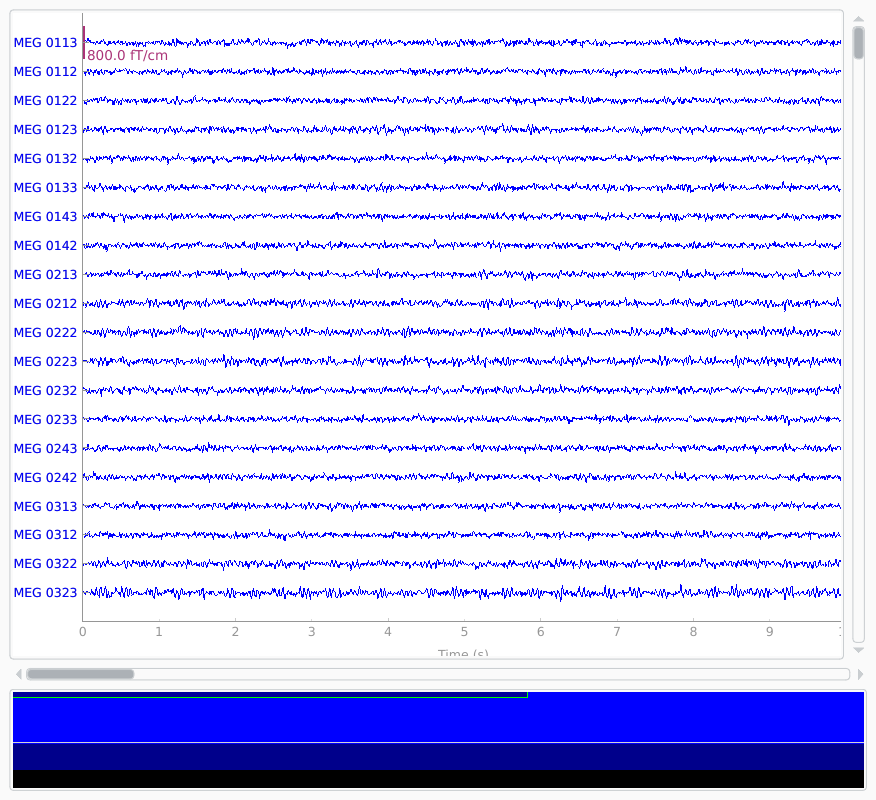 MEG 0113
800.0 fT/cm
MEG 0112
MEG 0122
MEG 0123
MEG 0132
MEG 0133
MEG 0143
MEG 0142
MEG 0213
MEG 0212
MEG 0222
MEG 0223
MEG 0232
MEG 0233
MEG 0243
MEG 0242
MEG 0313
MEG 0312
MEG 0322
MEG 0323
0 1 2 3 4 5 6 7 8 9
Time (s)